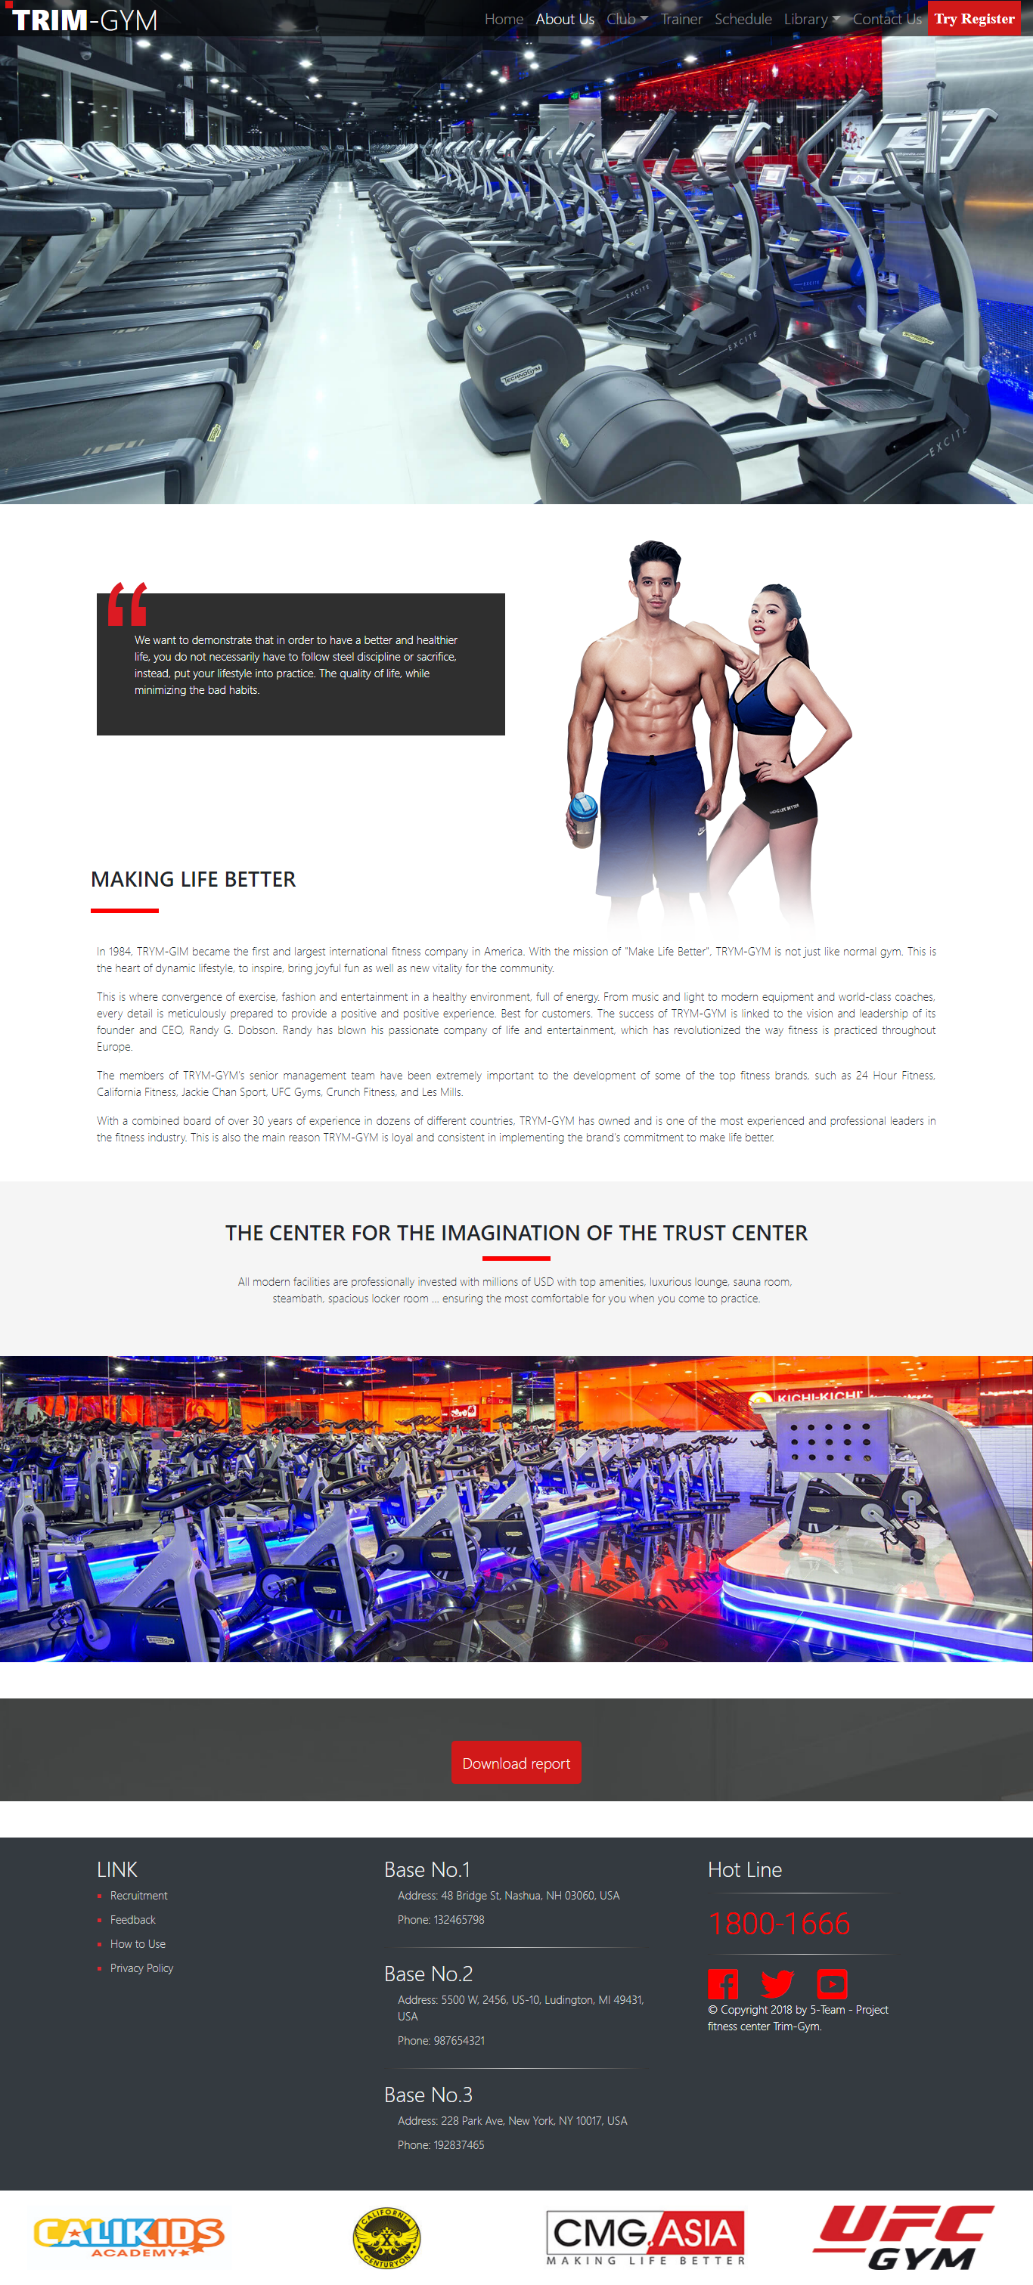 TRIM-GYM
Home About Us Club Trainer Schedule Library Contact Us Try Register
EXCITE
EXCITE
EXCITE
TECHNOGYM
We want to demonstrate that in order to have a better and healthier
life, you do not necessarily have to follow steel discipline or sacrifice,
instead, put your lifestyle into practice. The quality of life, while
minimizing the bad habits.
MAKING LIFE BETTER
MAKING LIFE BETTER
In 1984, TRYM-GIM became the first and largest international fitness company in America. With the mission of "Make Life Better", TRYM-GYM is not just like normal gym. This is
the heart of dynamic lifestyle, to inspire, bring joyful fun as well as new vitality for the community.
This is where convergence of exercise, fashion and entertainment in a healthy environment, full of energy. From music and light to modern equipment and world-class coaches,
every detail is meticulously prepared to provide a positive and positive experience. Best for customers. The success of TRYM-GYM is linked to the vision and leadership of its
founder and CEO, Randy G. Dobson. Randy has blown his passionate company of life and entertainment, which has revolutionized the way fitness is practiced throughout
Europe.
The members of TRYM-GYM's senior management team have been extremely important to the development of some of the top fitness brands, such as 24 Hour Fitness,
California Fitness, Jackie Chan Sport, UFC Gyms, Crunch Fitness, and Les Mills.
With a combined board of over 30 years of experience in dozens of different countries, TRYM-GYM has owned and is one of the most experienced and professional leaders in
the fitness industry. This is also the main reason TRYM-GYM is loyal and consistent in implementing the brand's commitment to make life better.
THE CENTER FOR THE IMAGINATION OF THE TRUST CENTER
All modern facilities are professionally invested with millions of USD with top amenities, luxurious lounge, sauna room,
steambath, spacious locker room ... ensuring the most comfortable for you when you come to practice.
KICHI-KICHI
Download report
LINK
Recruitment
Feedback
How to Use
Privacy Policy
Base No.1
Address: 48 Bridge St, Nashua, NH 03060, USA
Phone: 132465798
Base No.2
Address: 5500 W, 2456, US-10, Ludington, MI 49431,
USA
Phone: 987654321
Base No.3
Address: 228 Park Ave, New York, NY 10017, USA
Phone: 192837465
Hot Line
1800-1666
© Copyright 2018 by 5-Team - Project
fitness center Trim-Gym.
CALIKIDS
ACADEMY
CALIFORNIA
CENTURYON
CMG.ASIA
MAKING LIFE BETTER
UFC
GYM